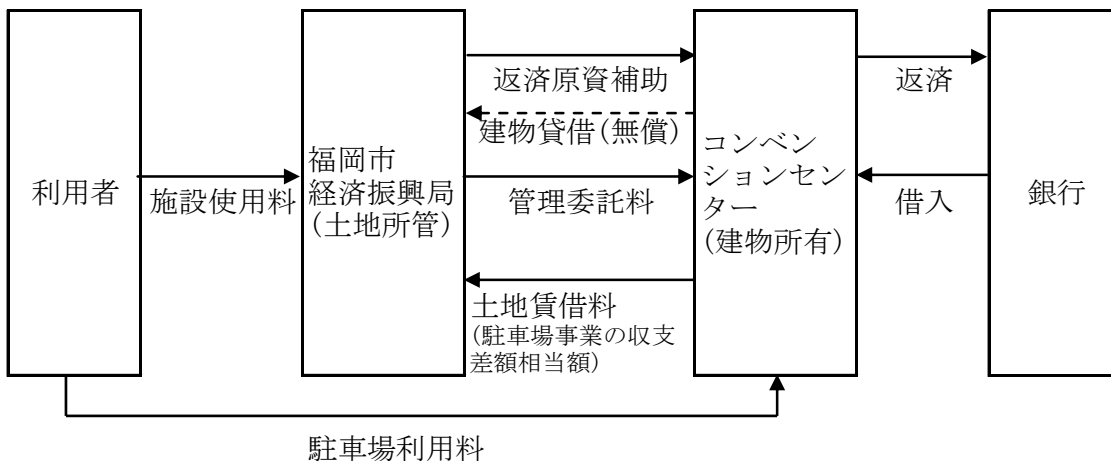 利用者
施設使用料
福岡市
経済振興局
(土地所管)
返済原資補助
建物貸借(無償)
管理委託料
土地賃借料
(駐車場事業の収支
差額相当額)
コンベン
ションセン
ター
(建物所有)
返済
借入
銀行
駐車場利用料